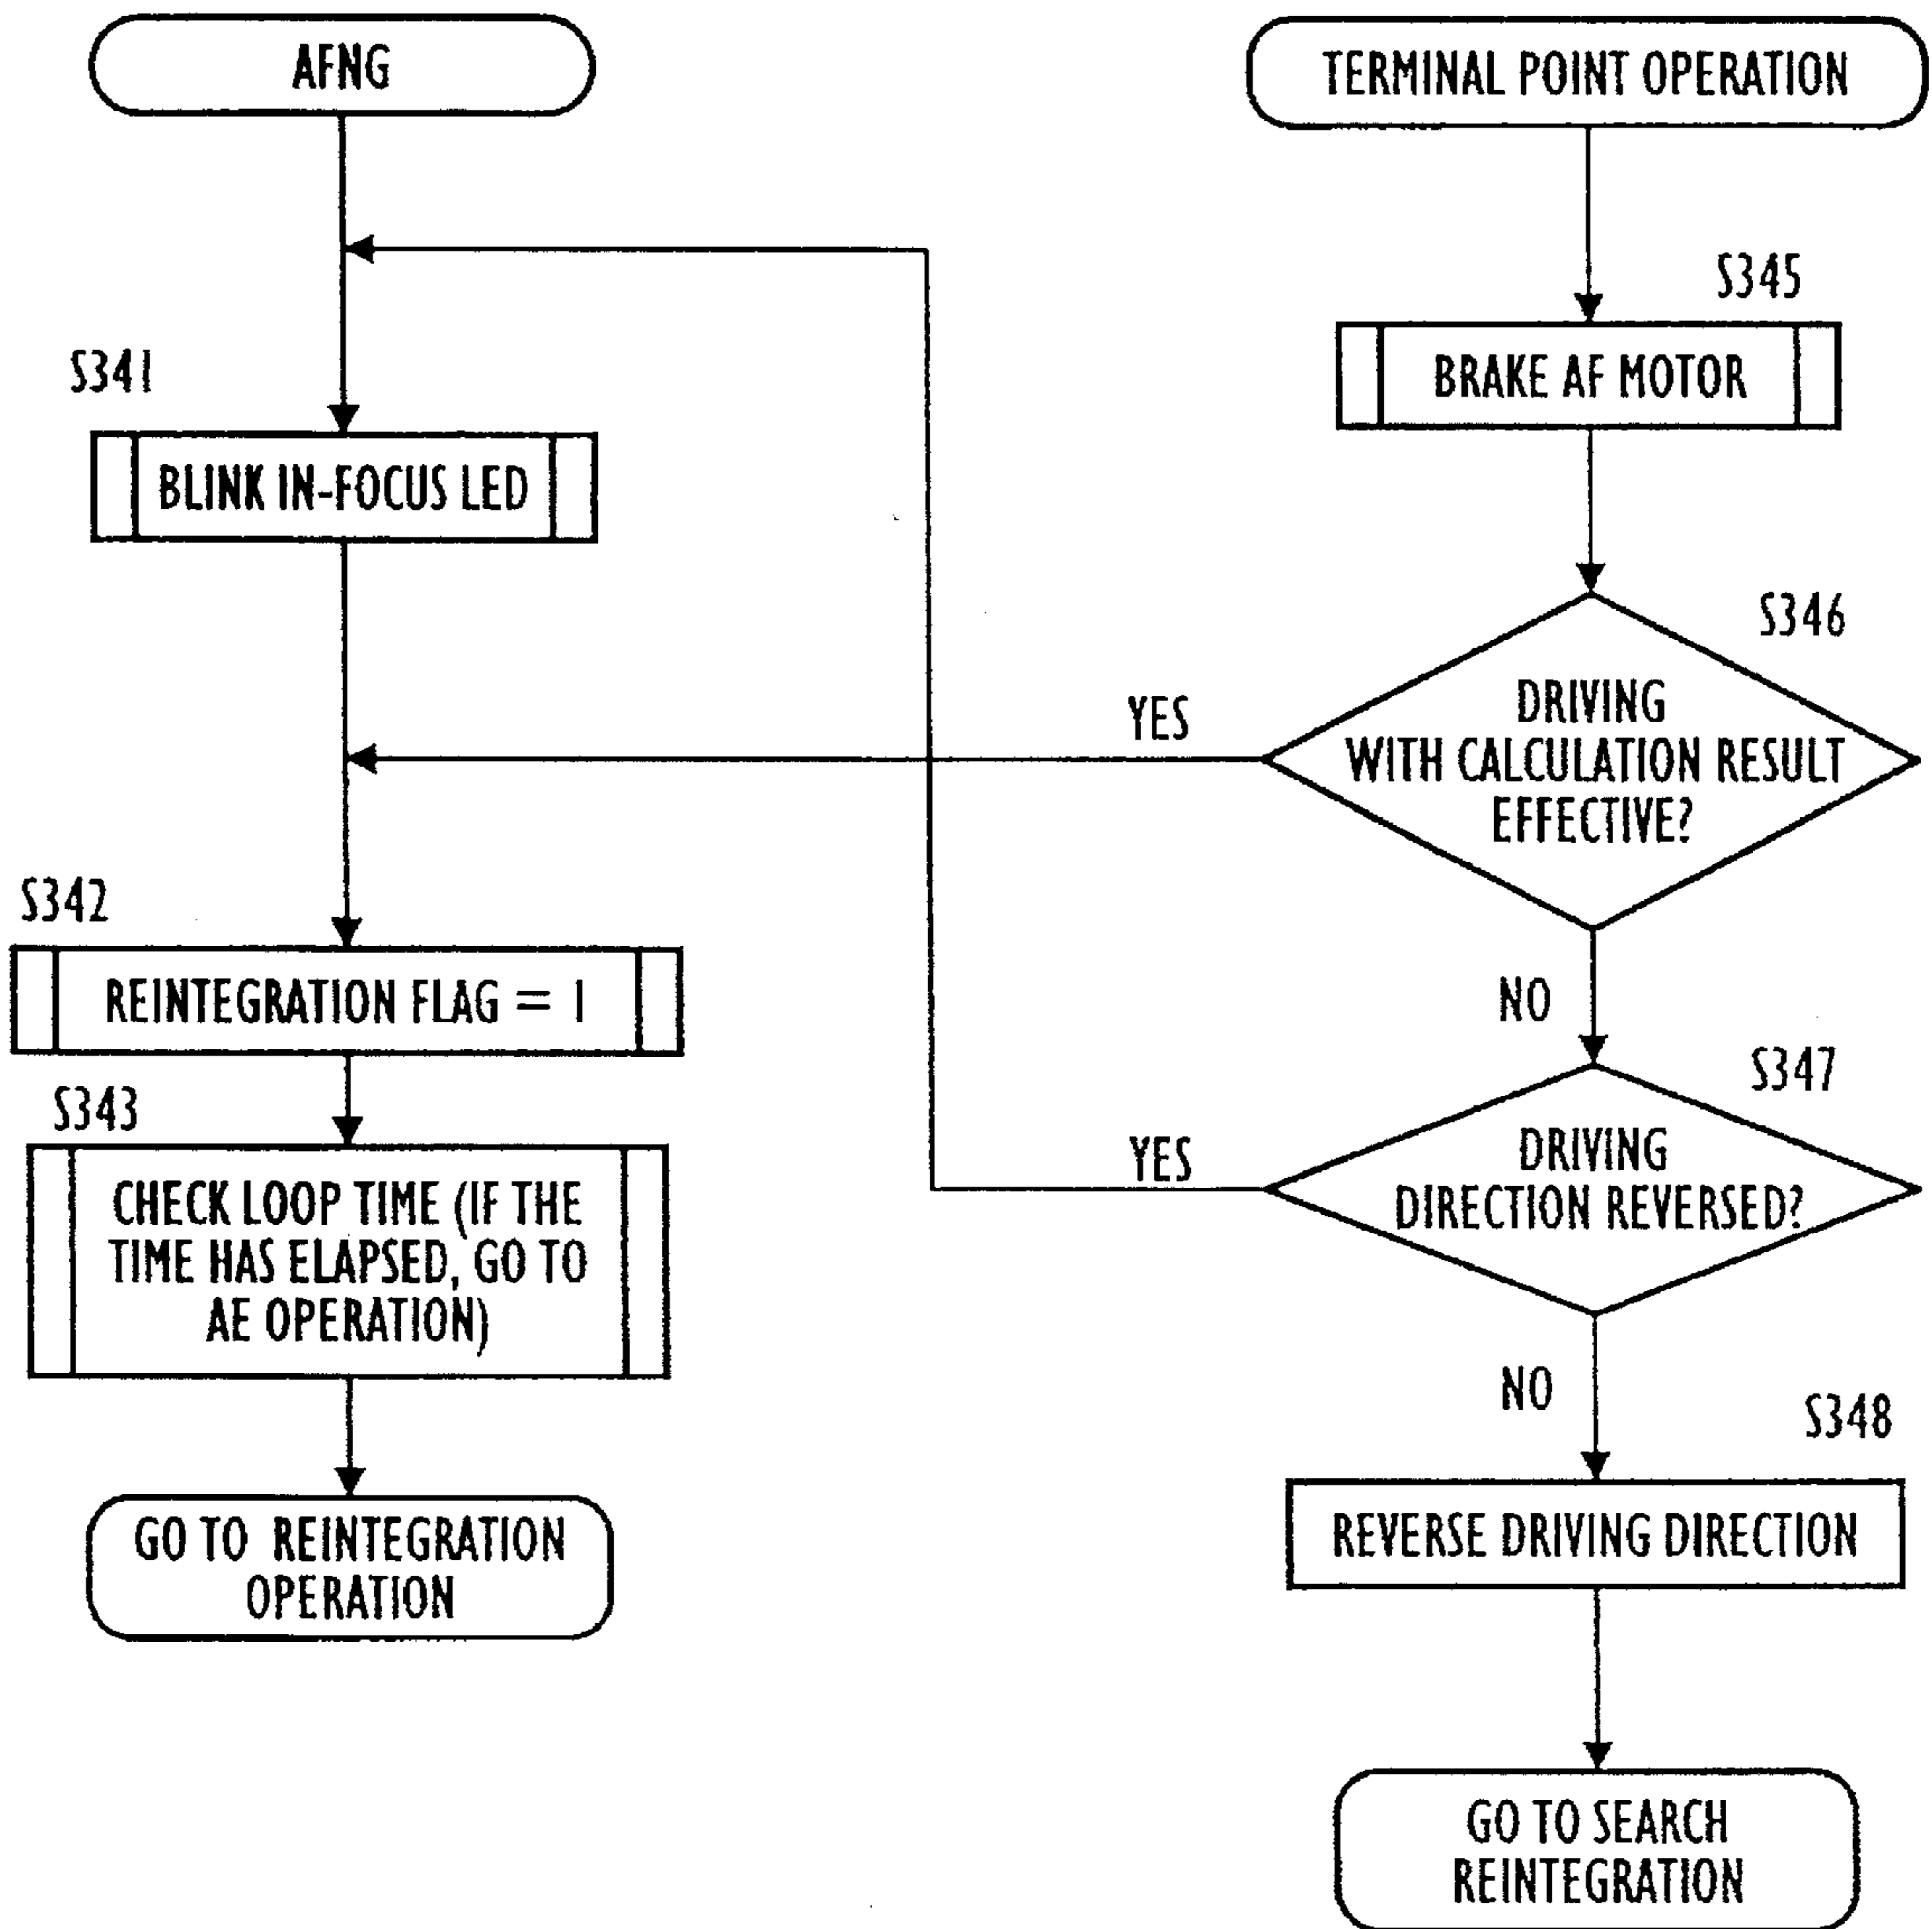 AFNG
S341
BLINK IN-FOCUS LED
S342
REINTEGRATION FLAG = 1
S343
CHECK LOOP TIME (IF THE
TIME HAS ELAPSED, GO TO
AE OPERATION)
GO TO REINTEGRATION
OPERATION
TERMINAL POINT OPERATION
S345
BRAKE AF MOTOR
S346
DRIVING
WITH CALCULATION RESULT
EFFECTIVE?
YES
NO
S347
DRIVING
DIRECTION REVERSED?
YES
NO
S348
REVERSE DRIVING DIRECTION
GO TO SEARCH
REINTEGRATION